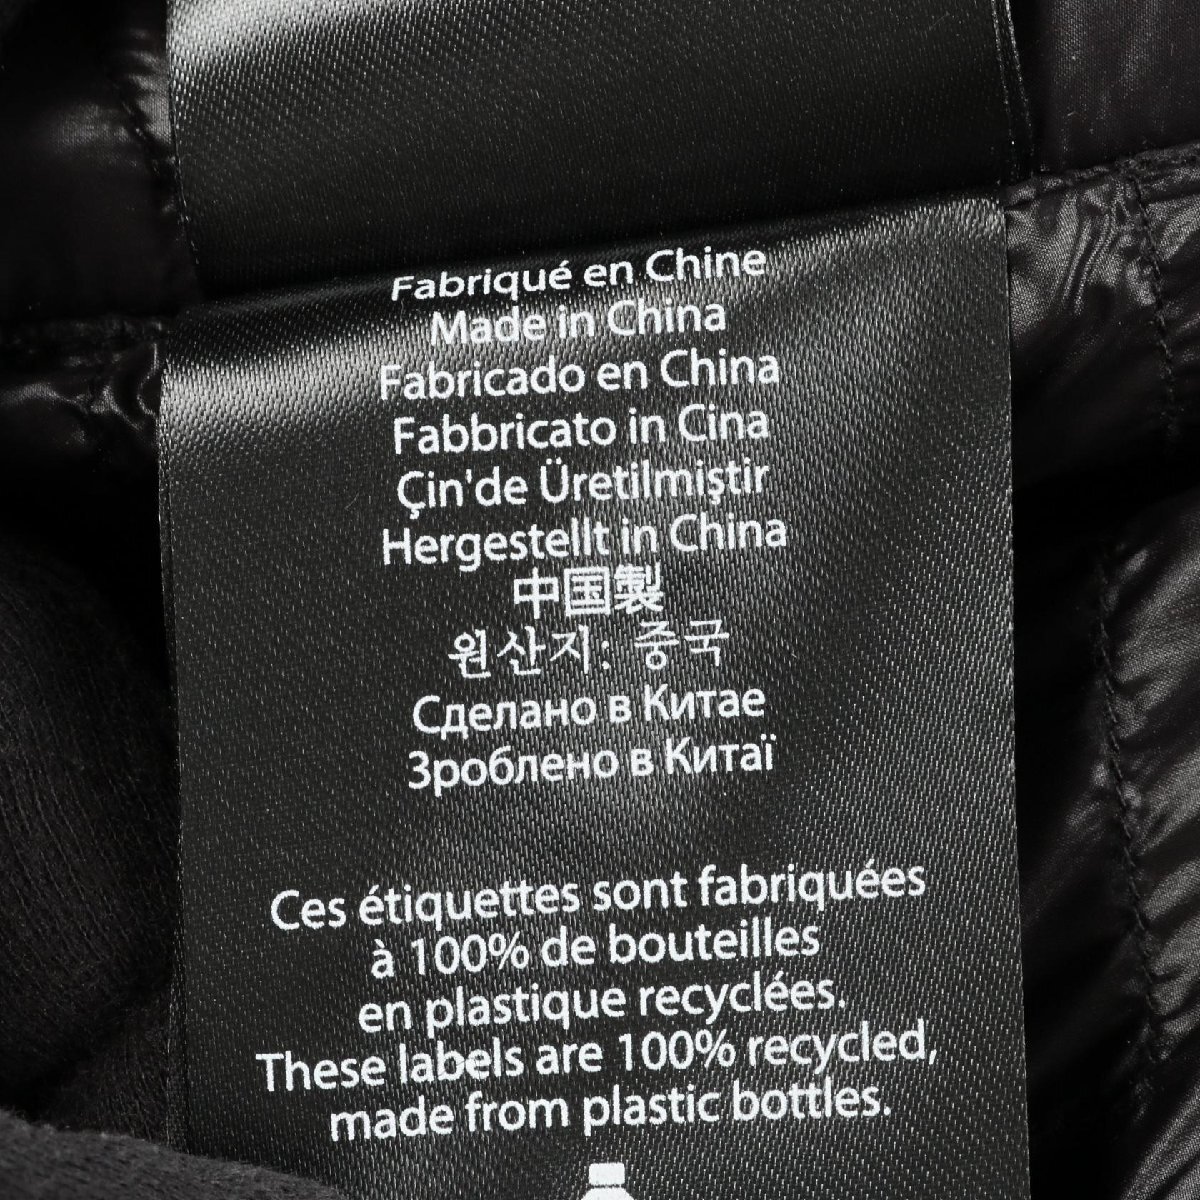 Fabriqué en Chine
Made in China
Fabricado en China
Fabbricato in Cina
Çin'de Üretilmiştir
Hergestellt in China
中国製
원산지: 중국
Сделано в Китае
Зроблено в Китаї
Ces étiquettes sont fabriquées
à 100% de bouteilles
en plastique recyclées.
These labels are 100% recycled,
made from plastic bottles.